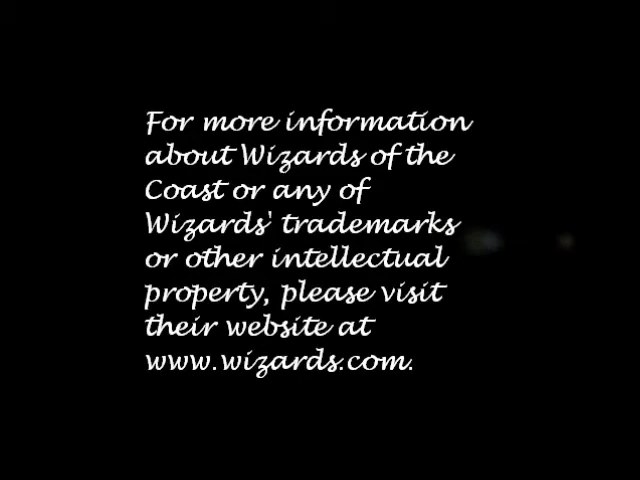 For more information
about Wizards of the
Coast or any of
Wizards' trademarks
or other intellectual
property, please visit
their website at
www.wizards.com.